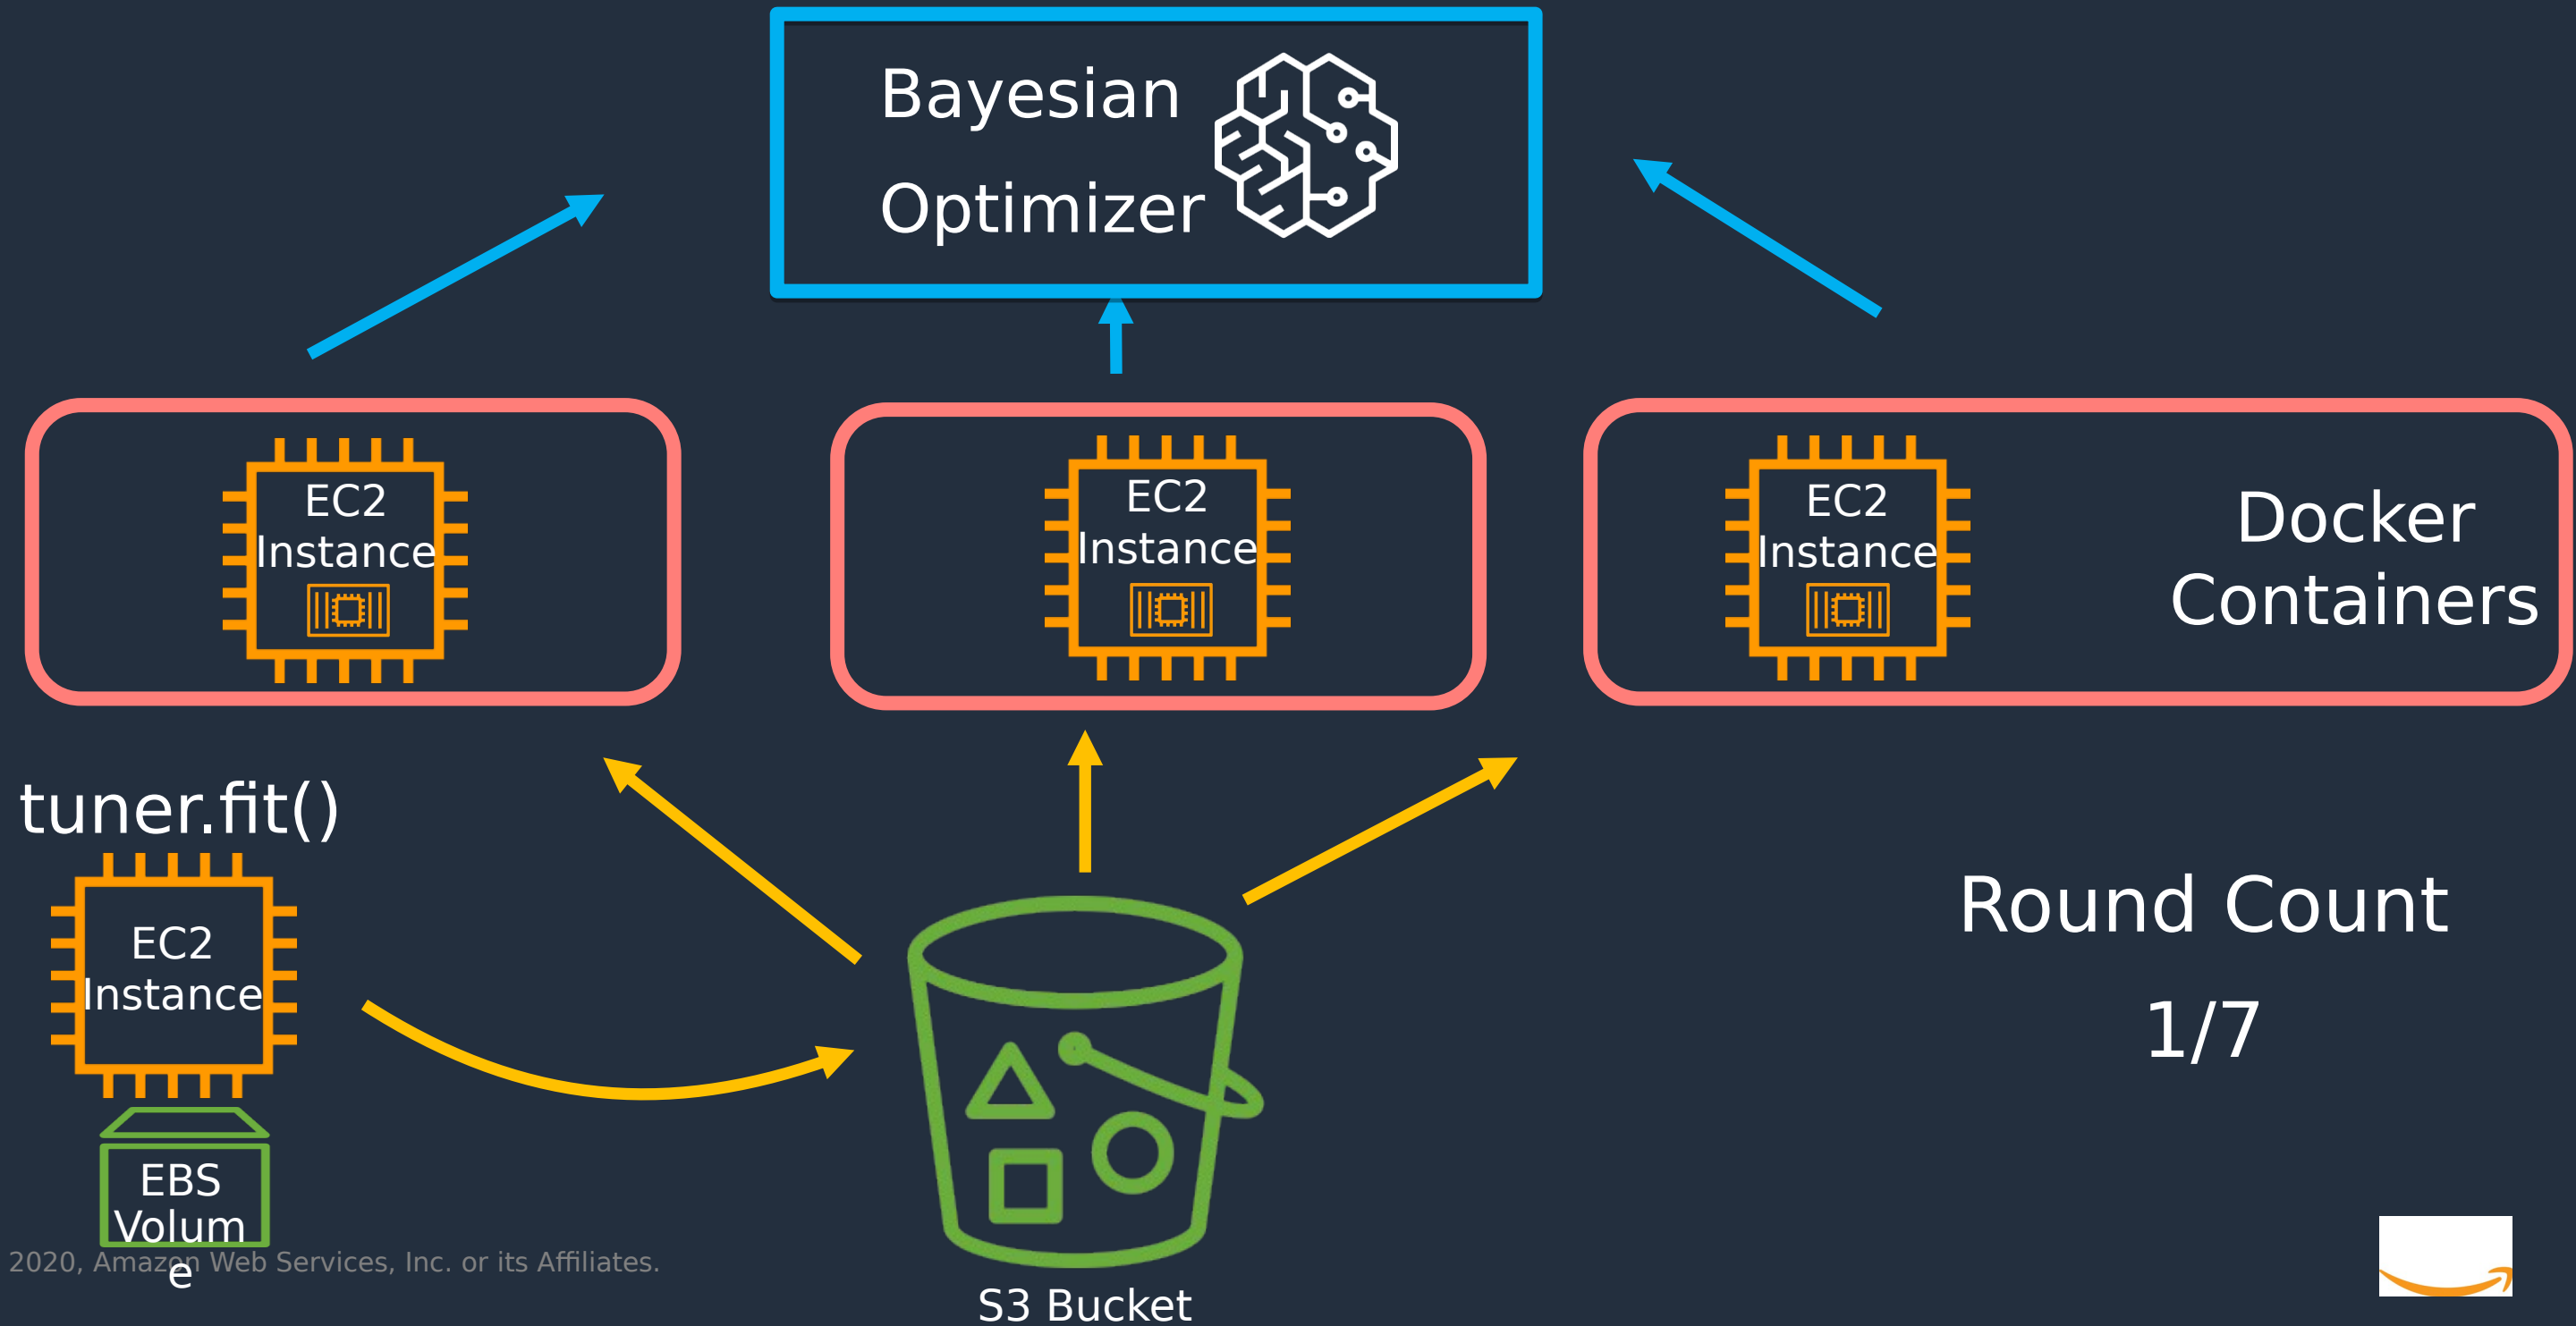 Bayesian
Optimizer
EC2
Instance
EC2
Instance
EC2
Instance
Docker
Containers
tuner.fit()
EC2
Instance
Round Count
1/7
EBS
Volum
e
2020, Amazon Web Services, Inc. or its Affiliates.
S3 Bucket